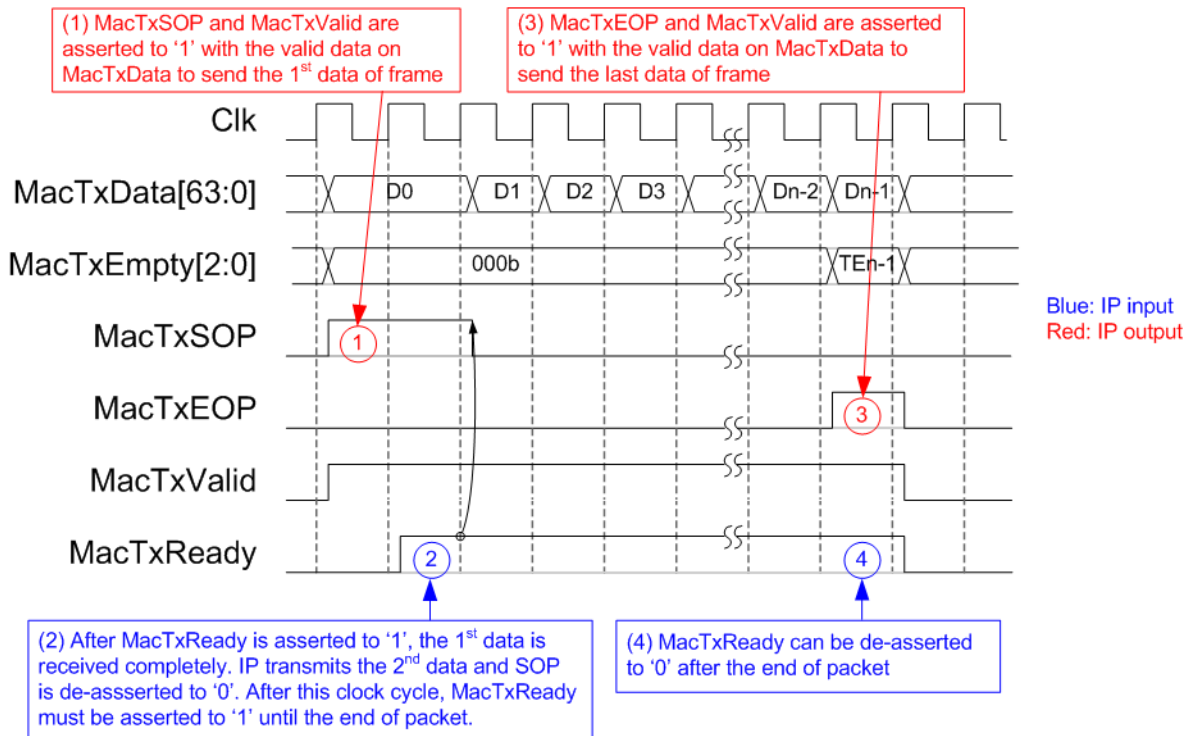 (1) MacTxSOP and MacTxValid are
asserted to ‘1’ with the valid data on
MacTxData to send the 1st data of frame
(3) MacTxEOP and MacTxValid are asserted
to ‘1’ with the valid data on MacTxData to
send the last data of frame
Clk
MacTxData[63:0]
D0
D1
D2
D3
Dn-2
Dn-1
MacTxEmpty[2:0]
000b
TEn-1
Blue: IP input
Red: IP output
MacTxSOP
1
MacTxEOP
3
MacTxValid
MacTxReady
2
4
(2) After MacTxReady is asserted to ‘1’, the 1st data is
received completely. IP transmits the 2nd data and SOP
is de-assserted to ‘0’. After this clock cycle, MacTxReady
must be asserted to ‘1’ until the end of packet.
(4) MacTxReady can be de-asserted
to ‘0’ after the end of packet